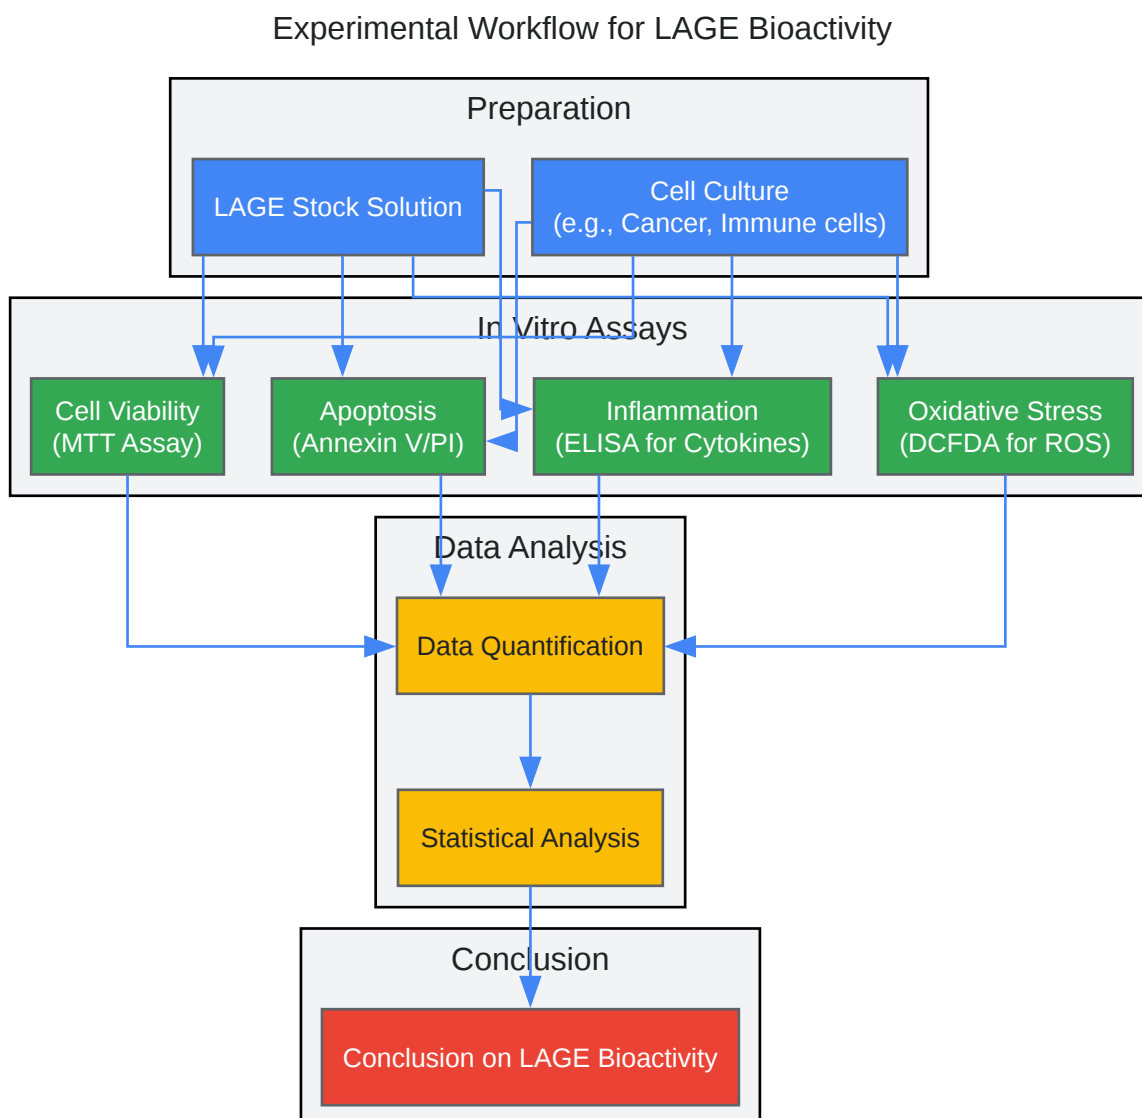 Experimental Workflow for LAGE Bioactivity
Preparation
LAGE Stock Solution
Cell Culture
(e.g., Cancer, Immune cells)
In Vitro Assays
Cell Viability
(MTT Assay)
Apoptosis
(Annexin V/PI)
Inflammation
(ELISA for Cytokines)
Oxidative Stress
(DCFDA for ROS)
Data Analysis
Data Quantification
Statistical Analysis
Conclusion
Conclusion on LAGE Bioactivity